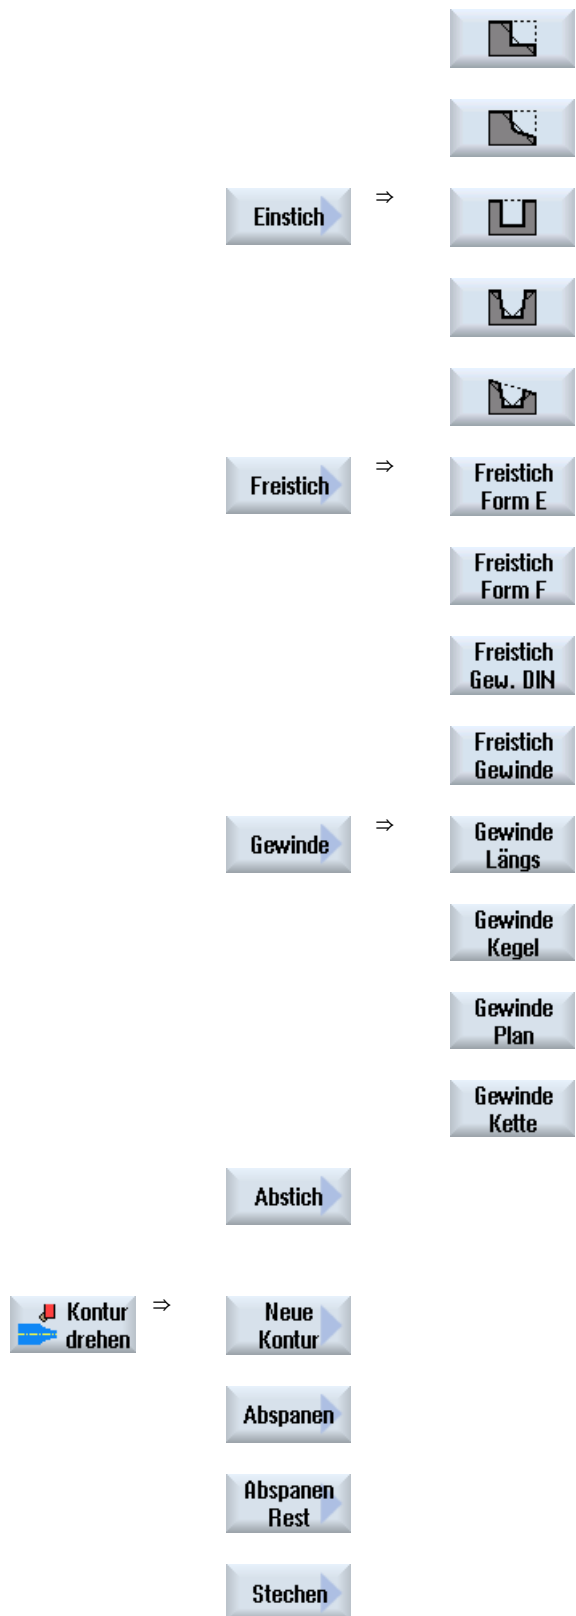 Einstich ⇒
Freistich ⇒ Freistich
Form E
Freistich
Form F
Freistich
Gew. DIN
Freistich
Gewinde
Gewinde ⇒ Gewinde
Längs
Gewinde
Kegel
Gewinde
Plan
Gewinde
Kette
Abstich
Kontur
drehen ⇒ Neue
Kontur
Abspanen
Abspanen
Rest
Stechen